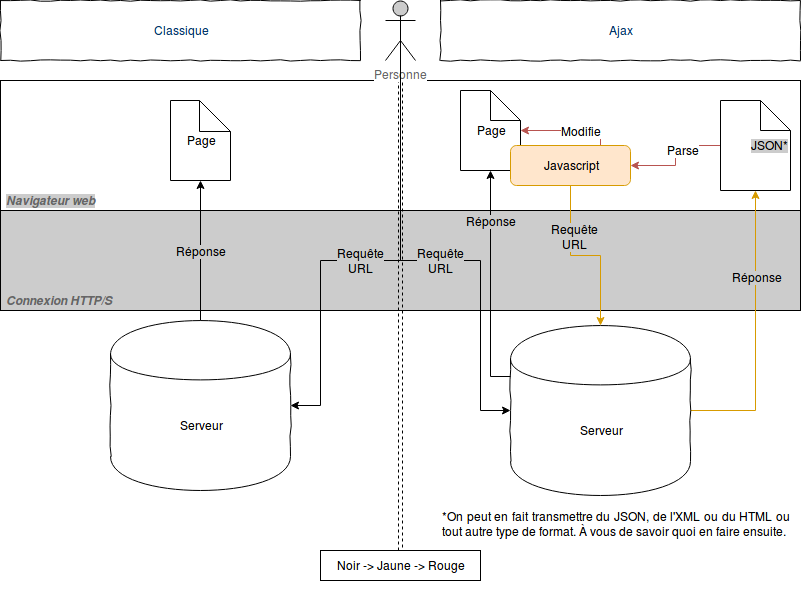 Classique
Ajax
Personne
Page
Page
Modifie
Parse
JSON*
Javascript
Navigateur web
Réponse
Requête
URL
Requête
URL
Réponse
Requête
URL
Réponse
Connexion HTTP/S
Serveur
Serveur
*On peut en fait transmettre du JSON, de l'XML ou du HTML ou
tout autre type de format. À vous de savoir quoi en faire ensuite.
Noir -> Jaune -> Rouge